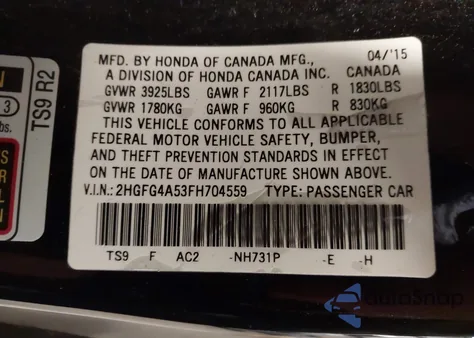 MFD. BY HONDA OF CANADA MFG., 04/'15
A DIVISION OF HONDA CANADA INC. CANADA
GVWR 3925LBS GAWR F 2117LBS R 1830LBS
GVWR 1780KG GAWR F 960KG R 830KG
THIS VEHICLE CONFORMS TO ALL APPLICABLE
FEDERAL MOTOR VEHICLE SAFETY, BUMPER,
AND THEFT PREVENTION STANDARDS IN EFFECT
ON THE DATE OF MANUFACTURE SHOWN ABOVE.
V.I.N.: 2HGFG4A53FH704559 TYPE: PASSENGER CAR
TS9 F AC2 -NH731P -E -H
TS9 R2
3
lbs.
AutoSnap